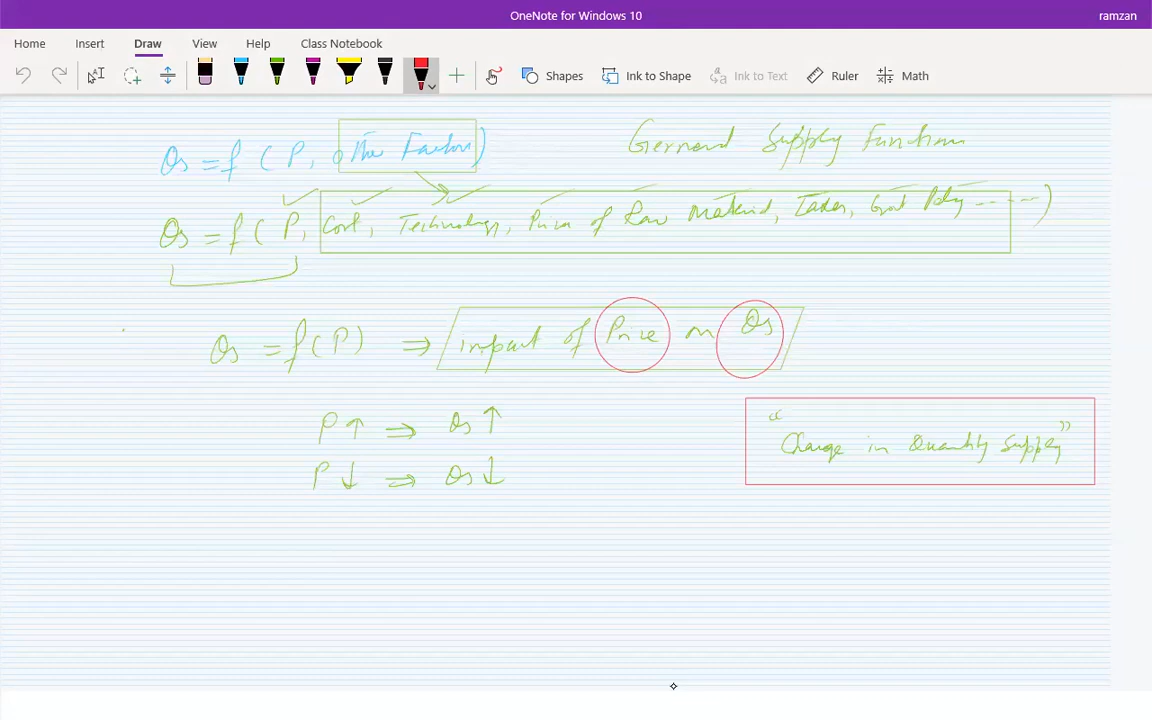 OneNote for Windows 10
ramzan
Home Insert Draw View Help Class Notebook
Shapes Ink to Shape Ink to Text Ruler Math
Qs = f ( P, Other Factors)
General Supply Function
Qs = f ( P, Cost, Technology, Prices of Raw Material, Taxes, Govt Policy ------)
Qs = f(P) ⇒ impact of Price on Qs
P↑ ⇒ Qs↑
"Change in Quantity Supply"
P↓ ⇒ Qs↓